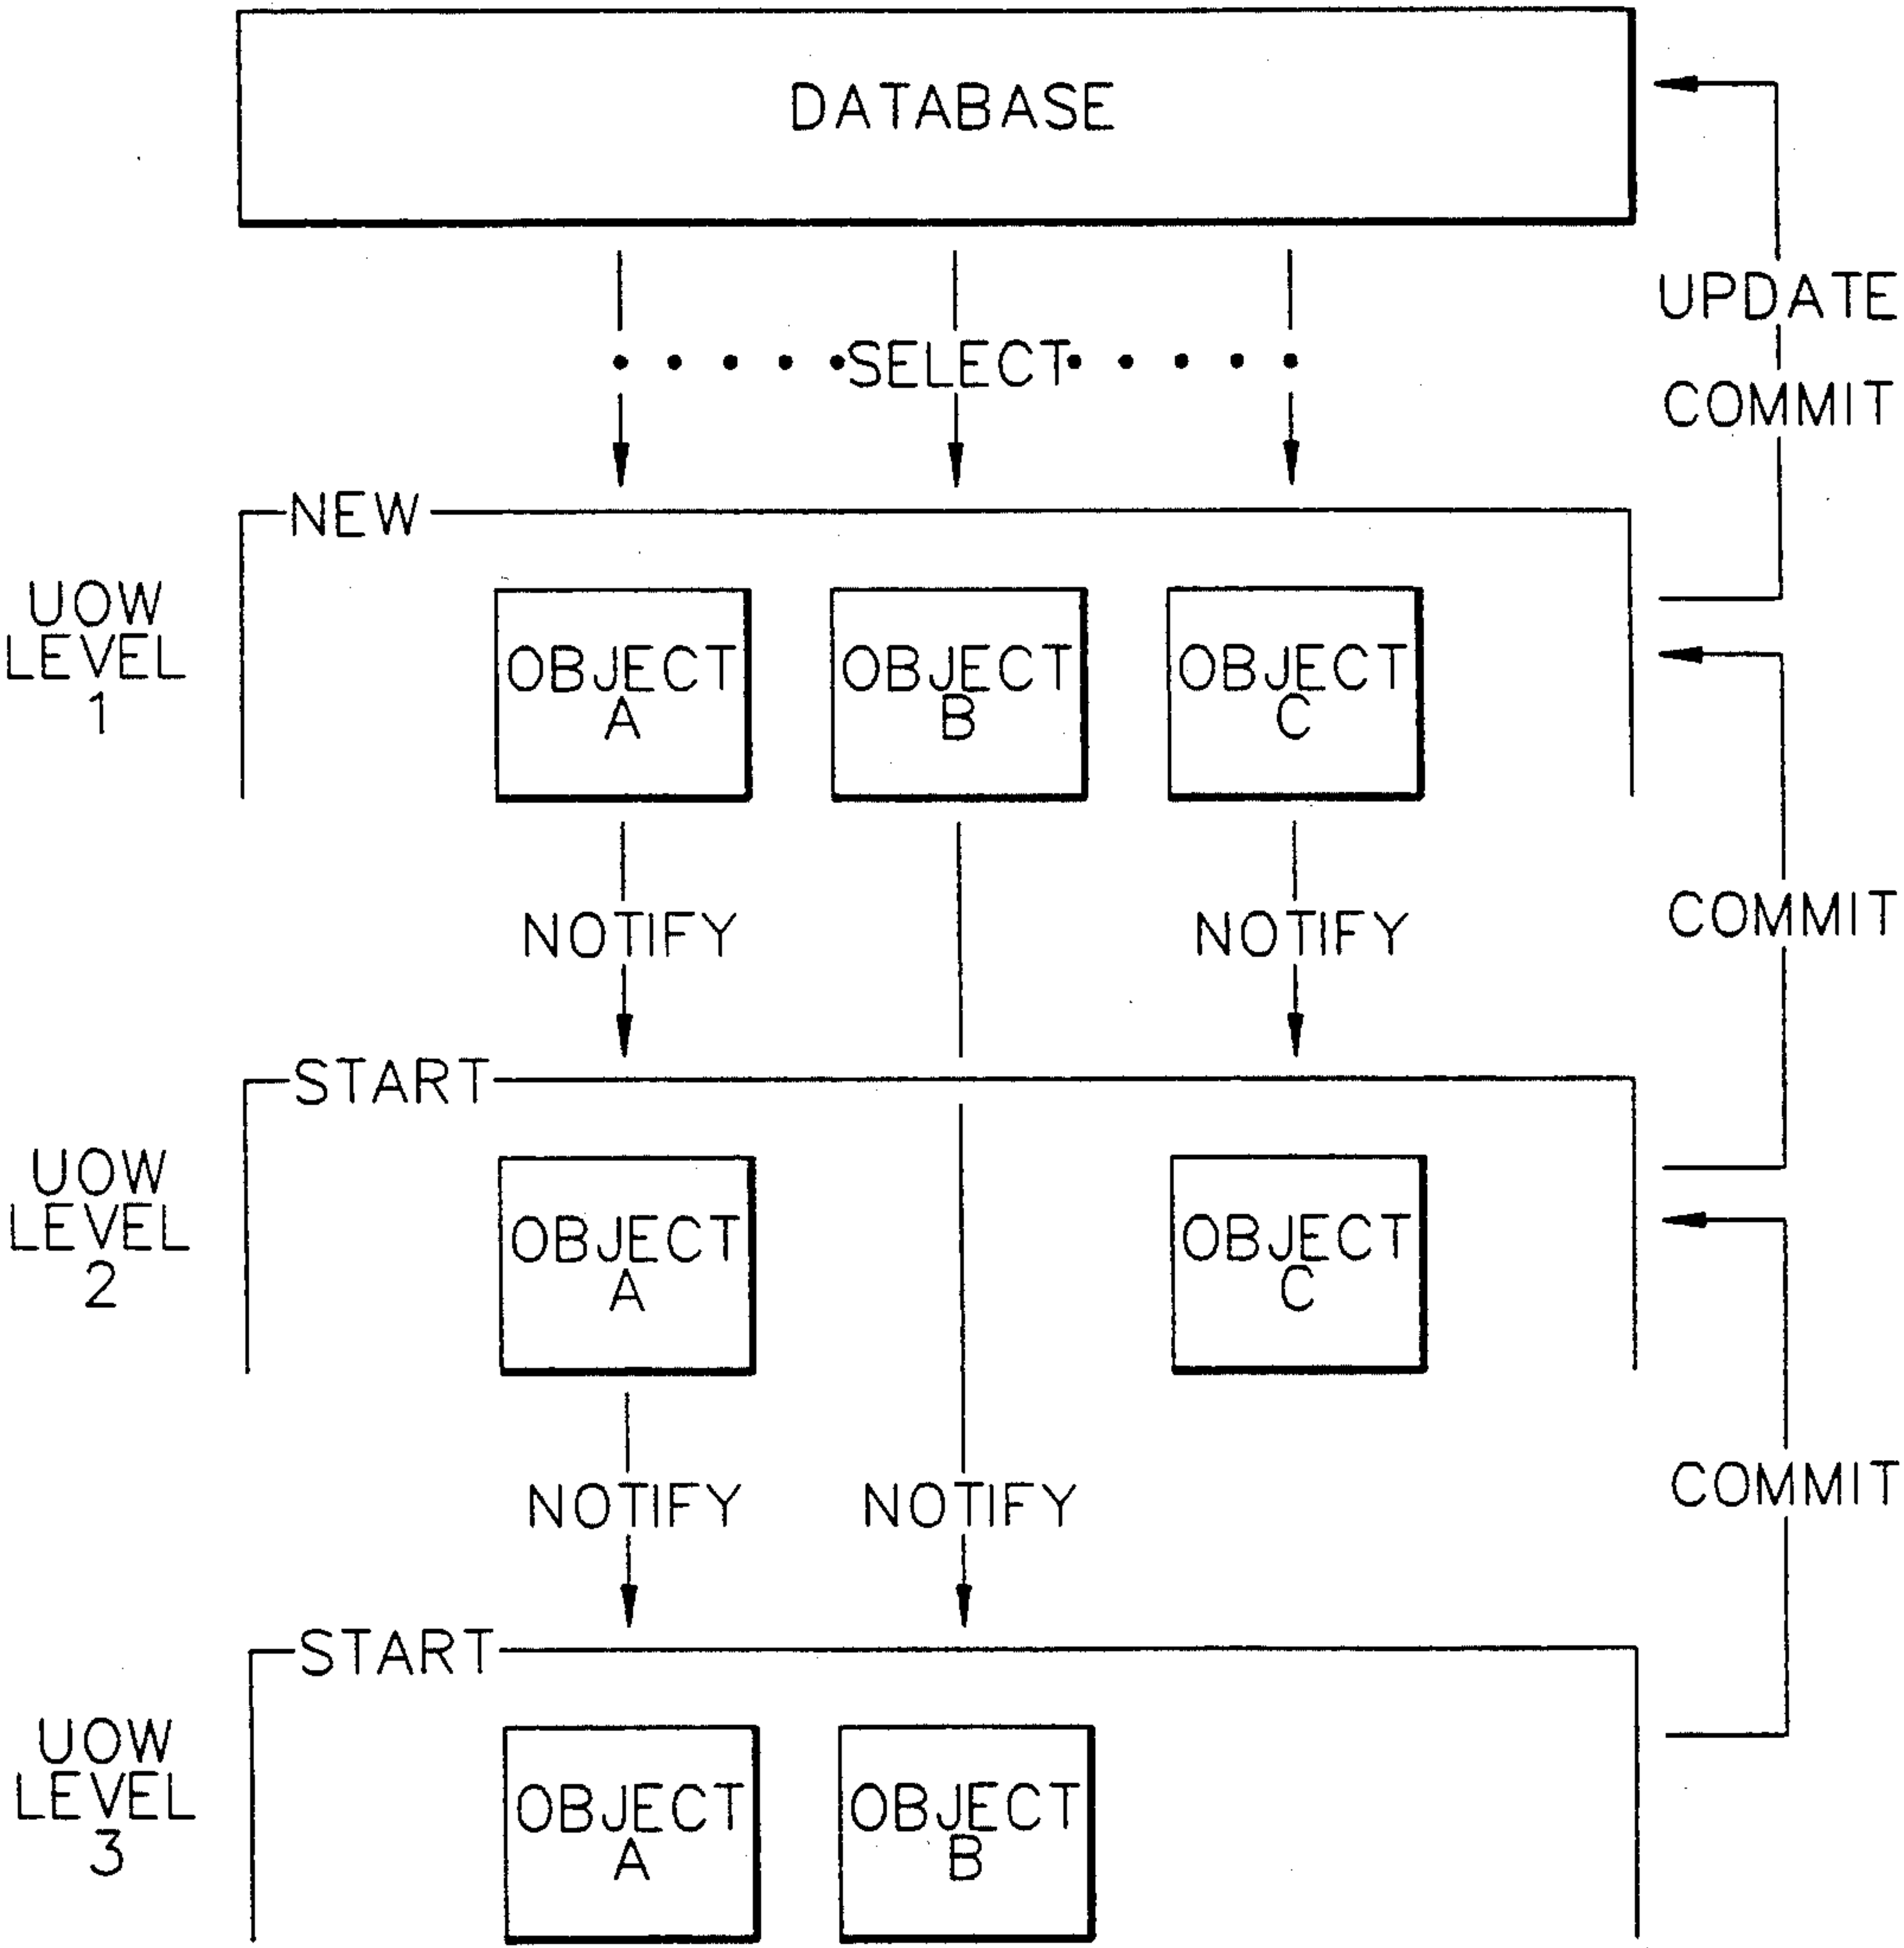 DATABASE
UPDATE
SELECT
COMMIT
NEW
UOW
LEVEL
1
OBJECT
A
OBJECT
B
OBJECT
C
NOTIFY
NOTIFY
COMMIT
START
UOW
LEVEL
2
OBJECT
A
OBJECT
C
NOTIFY
NOTIFY
COMMIT
START
UOW
LEVEL
3
OBJECT
A
OBJECT
B